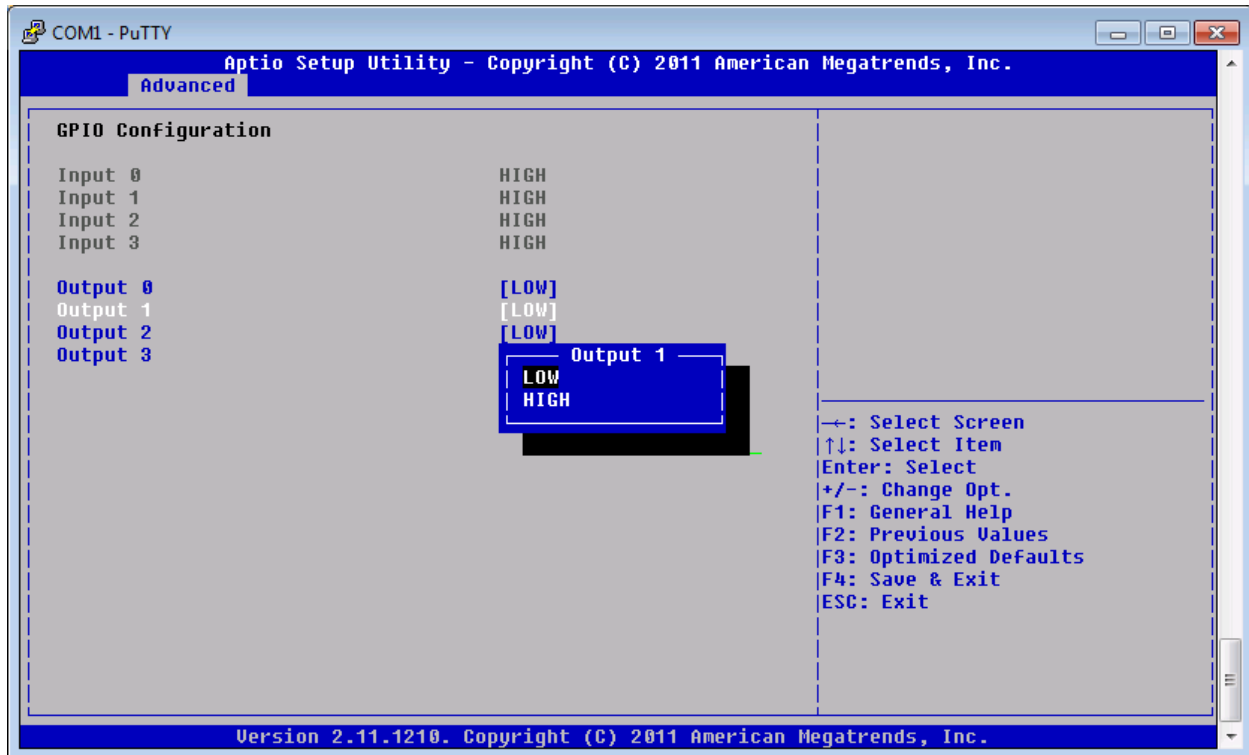 COM1 - PuTTY
Aptio Setup Utility - Copyright (C) 2011 American Megatrends, Inc.
Advanced
GPIO Configuration
Input 0 HIGH
Input 1 HIGH
Input 2 HIGH
Input 3 HIGH
Output 0 [LOW]
Output 1 [LOW]
Output 2 [LOW]
Output 3
Output 1
LOW
HIGH
→←: Select Screen
↑↓: Select Item
Enter: Select
+/-: Change Opt.
F1: General Help
F2: Previous Values
F3: Optimized Defaults
F4: Save & Exit
ESC: Exit
Version 2.11.1210. Copyright (C) 2011 American Megatrends, Inc.